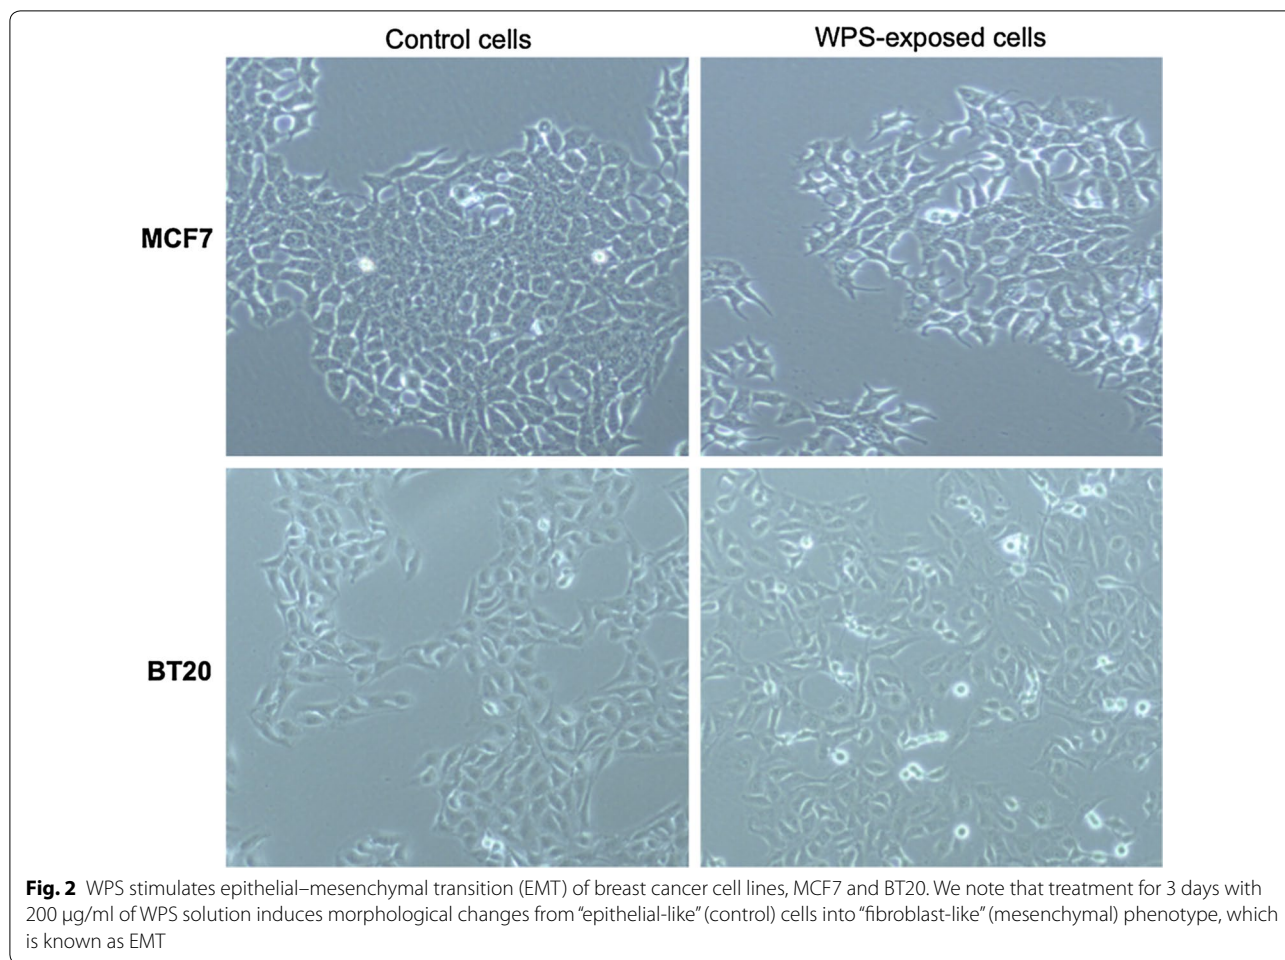 Control cells
WPS-exposed cells
MCF7
BT20
Fig. 2 WPS stimulates epithelial–mesenchymal transition (EMT) of breast cancer cell lines, MCF7 and BT20. We note that treatment for 3 days with
200 μg/ml of WPS solution induces morphological changes from “epithelial-like” (control) cells into “fibroblast-like” (mesenchymal) phenotype, which
is known as EMT